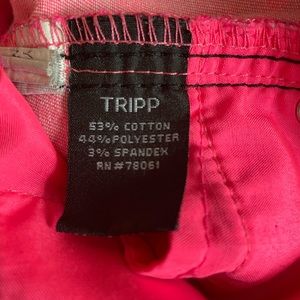 TRIPP
53% COTTON
44% POLYESTER
3% SPANDEX
RN#78061